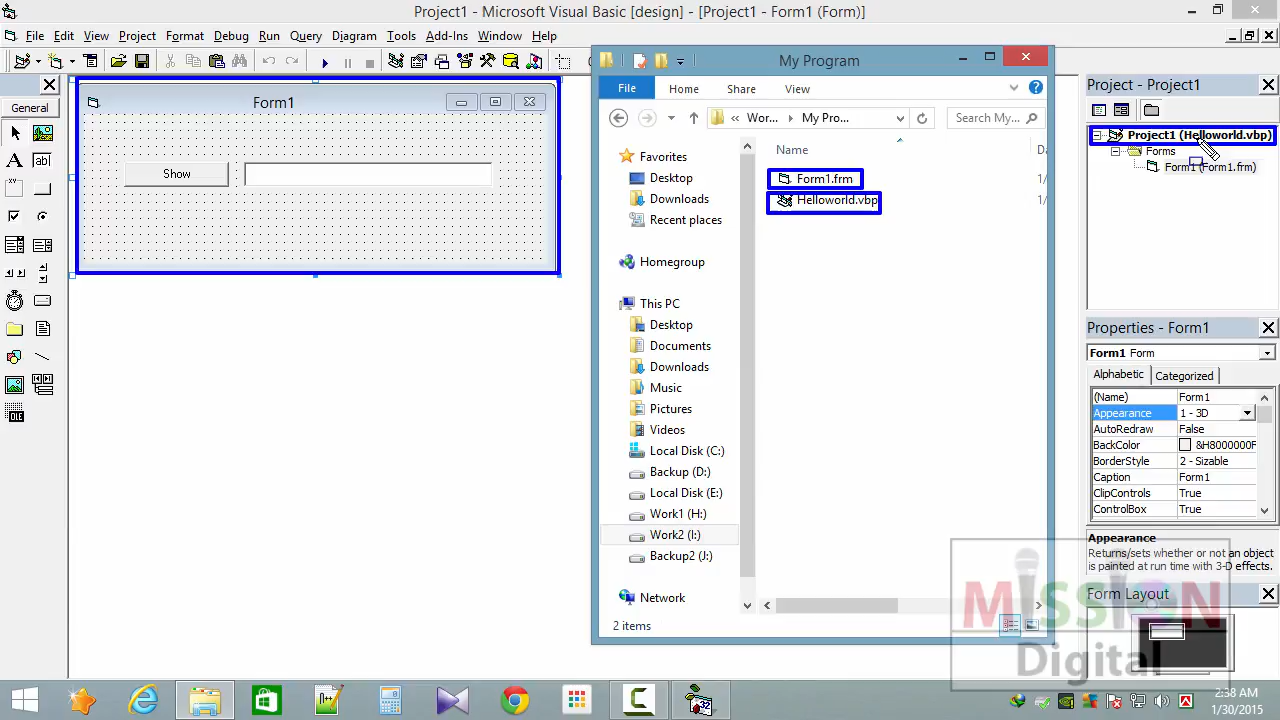 Project1 - Microsoft Visual Basic [design] - [Project1 - Form1 (Form)]
File Edit View Project Format Debug Run Query Diagram Tools Add-Ins Window Help
General
Form1
Show
My Program
File Home Share View
Wor... My Pro... Search My...
Name Da
Form1.frm 1/
Helloworld.vbp 1/
Favorites
Desktop
Downloads
Recent places
Homegroup
This PC
Desktop
Documents
Downloads
Music
Pictures
Videos
Local Disk (C:)
Backup (D:)
Local Disk (E:)
Work1 (H:)
Work2 (I:)
Backup2 (J:)
Network
2 items
Project - Project1
Project1 (Helloworld.vbp)
Forms
Form1 (Form1.frm)
Properties - Form1
Form1 Form
Alphabetic Categorized
(Name) Form1
Appearance 1 - 3D
AutoRedraw False
BackColor &H8000000F
BorderStyle 2 - Sizable
Caption Form1
ClipControls True
ControlBox True
Appearance
Returns/sets whether or not an object
is painted at run time with 3-D effects.
Form Layout
MiSSiON
Digital
2:38 AM
1/30/2015